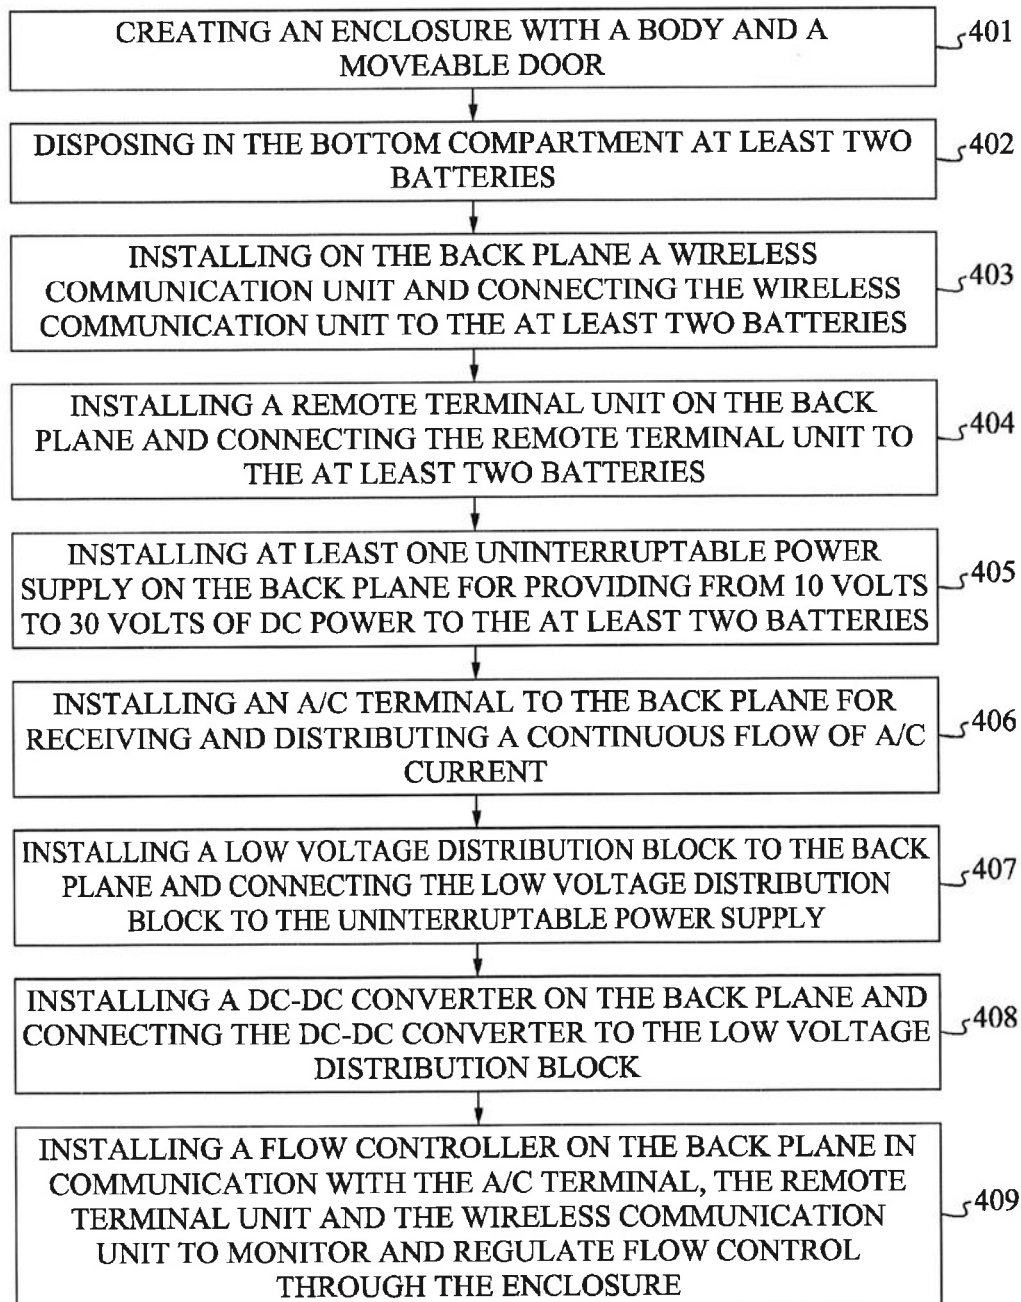 CREATING AN ENCLOSURE WITH A BODY AND A
MOVEABLE DOOR
401
DISPOSING IN THE BOTTOM COMPARTMENT AT LEAST TWO
BATTERIES
402
INSTALLING ON THE BACK PLANE A WIRELESS
COMMUNICATION UNIT AND CONNECTING THE WIRELESS
COMMUNICATION UNIT TO THE AT LEAST TWO BATTERIES
403
INSTALLING A REMOTE TERMINAL UNIT ON THE BACK
PLANE AND CONNECTING THE REMOTE TERMINAL UNIT TO
THE AT LEAST TWO BATTERIES
404
INSTALLING AT LEAST ONE UNINTERRUPTABLE POWER
SUPPLY ON THE BACK PLANE FOR PROVIDING FROM 10 VOLTS
TO 30 VOLTS OF DC POWER TO THE AT LEAST TWO BATTERIES
405
INSTALLING AN A/C TERMINAL TO THE BACK PLANE FOR
RECEIVING AND DISTRIBUTING A CONTINUOUS FLOW OF A/C
CURRENT
406
INSTALLING A LOW VOLTAGE DISTRIBUTION BLOCK TO THE BACK
PLANE AND CONNECTING THE LOW VOLTAGE DISTRIBUTION
BLOCK TO THE UNINTERRUPTABLE POWER SUPPLY
407
INSTALLING A DC-DC CONVERTER ON THE BACK PLANE AND
CONNECTING THE DC-DC CONVERTER TO THE LOW VOLTAGE
DISTRIBUTION BLOCK
408
INSTALLING A FLOW CONTROLLER ON THE BACK PLANE IN
COMMUNICATION WITH THE A/C TERMINAL, THE REMOTE
TERMINAL UNIT AND THE WIRELESS COMMUNICATION
UNIT TO MONITOR AND REGULATE FLOW CONTROL
THROUGH THE ENCLOSURE
409